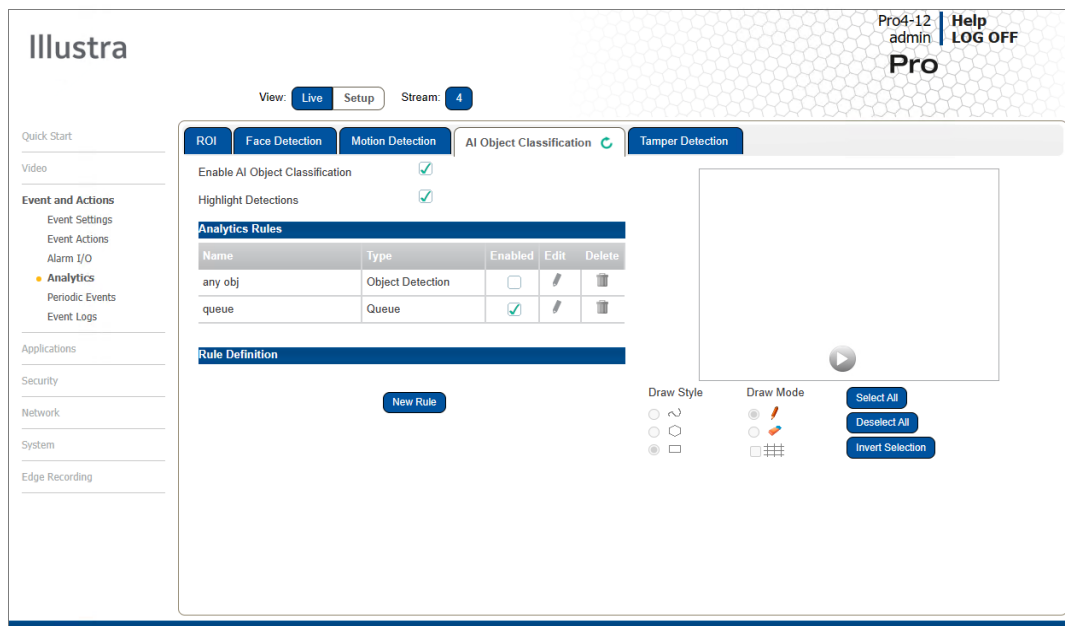 Illustra
Pro4-12 Help
admin LOG OFF
Pro
View: Live Setup Stream: 4
Quick Start
Video
Event and Actions
Event Settings
Event Actions
Alarm I/O
Analytics
Periodic Events
Event Logs
Applications
Security
Network
System
Edge Recording
ROI Face Detection Motion Detection AI Object Classification Tamper Detection
Enable AI Object Classification
Highlight Detections
Analytics Rules
Name Type Enabled Edit Delete
any obj Object Detection
queue Queue
Rule Definition
New Rule
Draw Style Draw Mode
Select All
Deselect All
Invert Selection